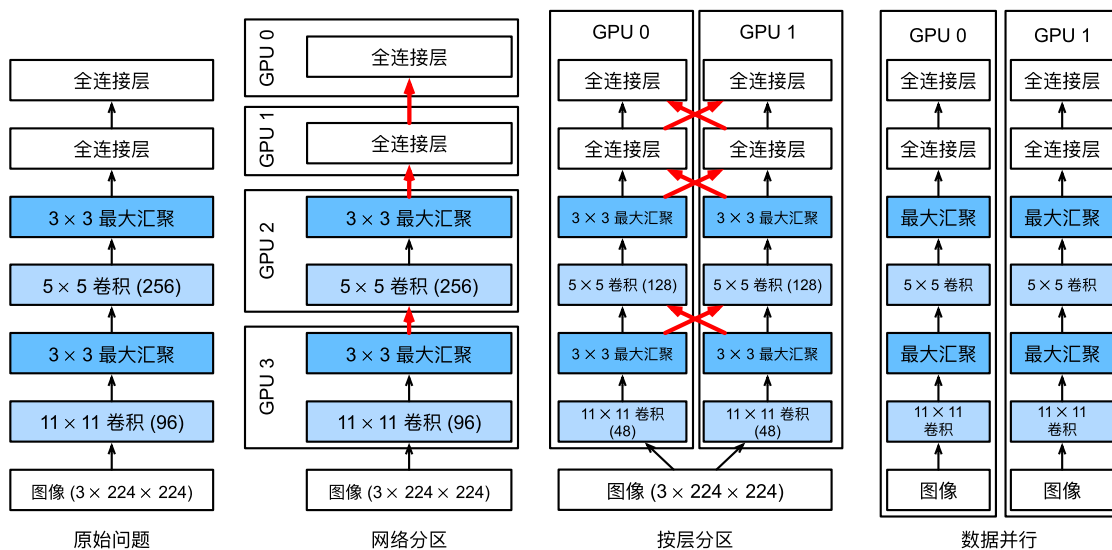 全连接层
全连接层
3 × 3 最大汇聚
5 × 5 卷积 (256)
3 × 3 最大汇聚
11 × 11 卷积 (96)
图像 (3 × 224 × 224)
原始问题
GPU 0
全连接层
GPU 1
全连接层
GPU 2
3 × 3 最大汇聚
5 × 5 卷积 (256)
GPU 3
3 × 3 最大汇聚
11 × 11 卷积 (96)
图像 (3 × 224 × 224)
网络分区
GPU 0
全连接层
全连接层
3 × 3 最大汇聚
5 × 5 卷积 (128)
3 × 3 最大汇聚
11 × 11 卷积
(48)
GPU 1
全连接层
全连接层
3 × 3 最大汇聚
5 × 5 卷积 (128)
3 × 3 最大汇聚
11 × 11 卷积
(48)
图像 (3 × 224 × 224)
按层分区
GPU 0
全连接层
全连接层
最大汇聚
5 × 5 卷积
最大汇聚
11 × 11
卷积
图像
GPU 1
全连接层
全连接层
最大汇聚
5 × 5 卷积
最大汇聚
11 × 11
卷积
图像
数据并行